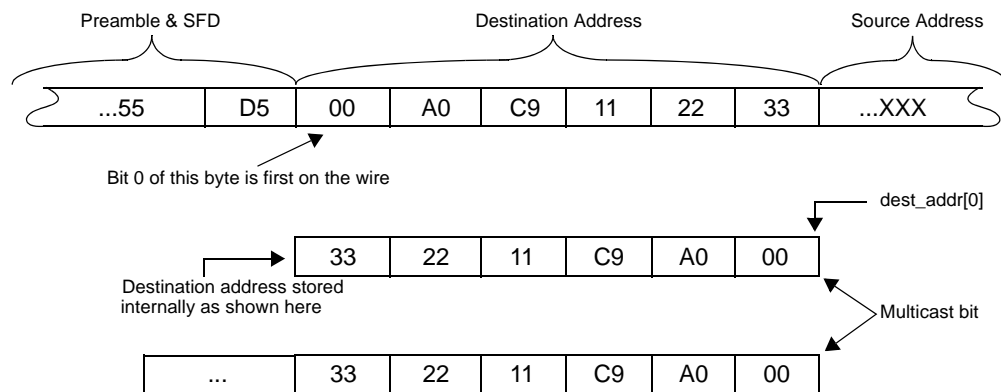 Preamble & SFD Destination Address Source Address
...55 D5 00 A0 C9 11 22 33 ...XXX
Bit 0 of this byte is first on the wire
dest_addr[0]
33 22 11 C9 A0 00
Destination address stored
internally as shown here
Multicast bit
... 33 22 11 C9 A0 00